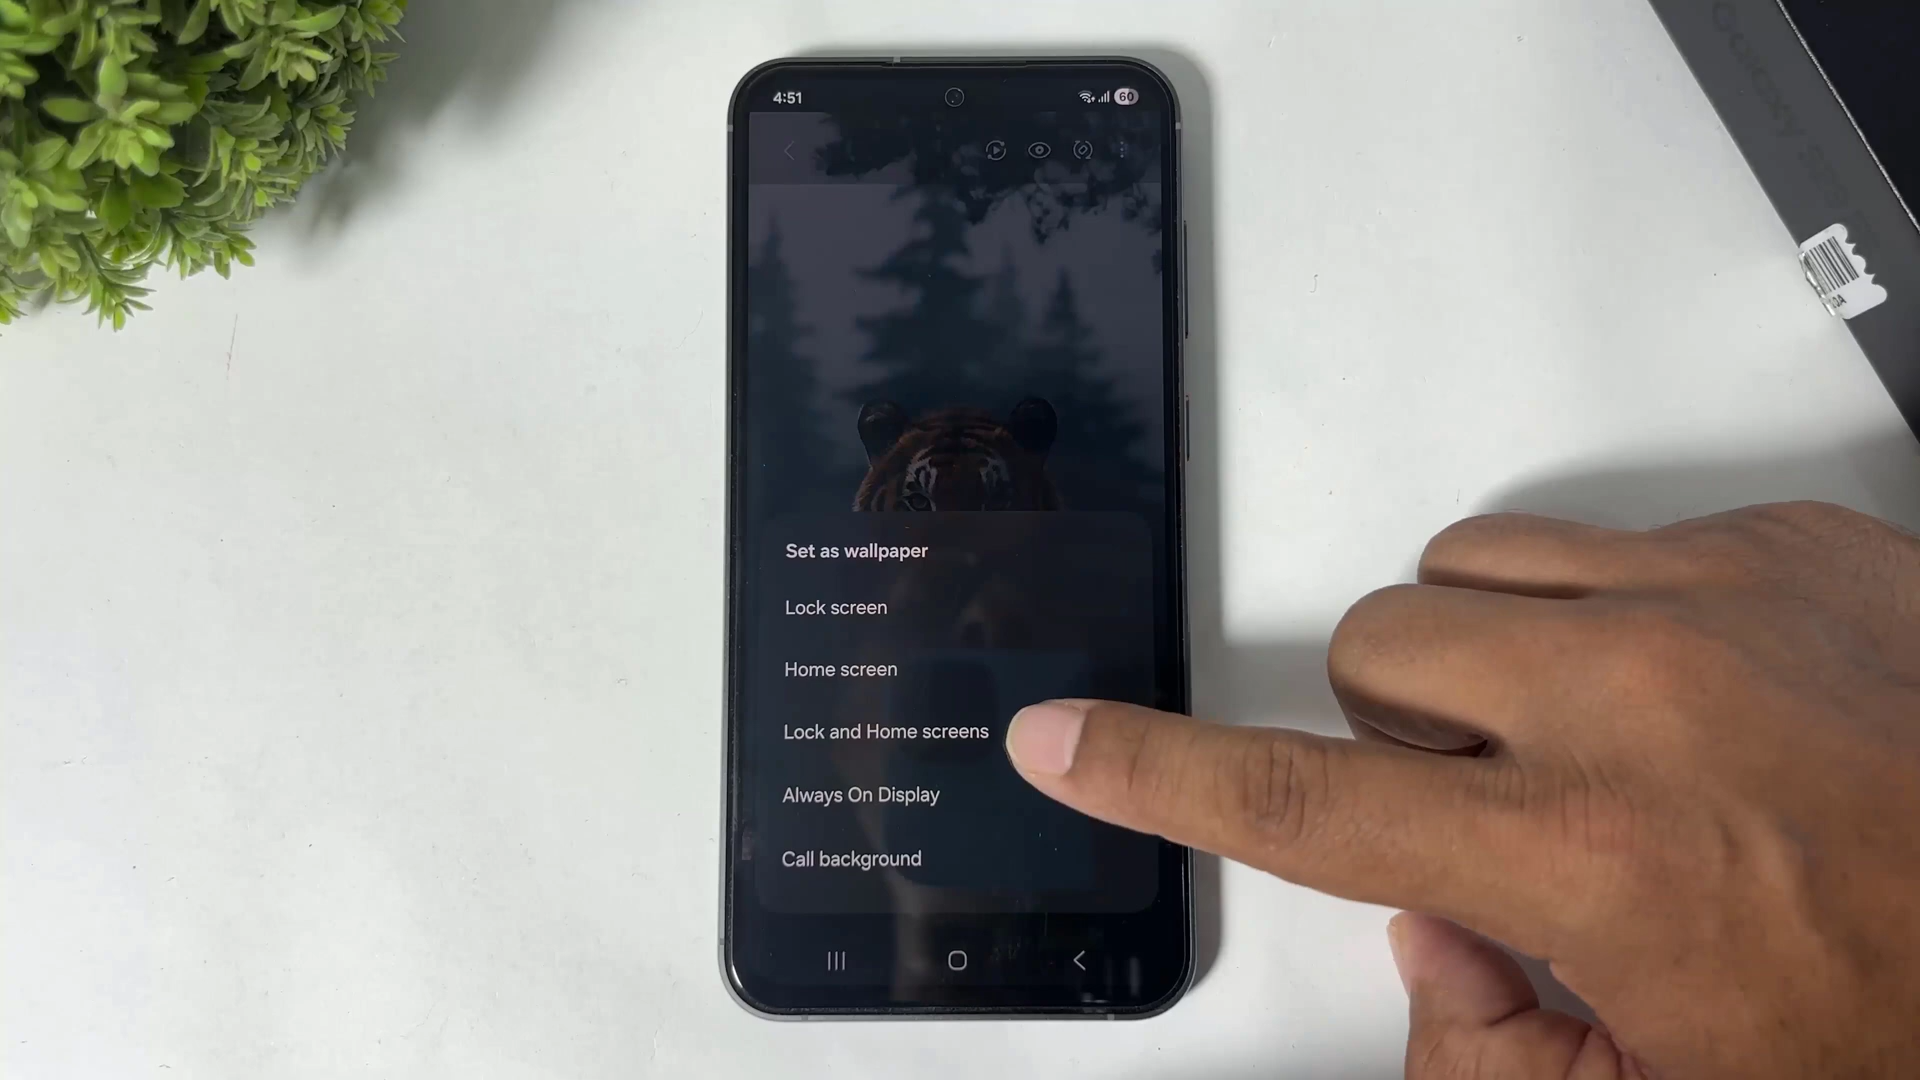 4:51
60
Set as wallpaper
Lock screen
Home screen
Lock and Home screens
Always On Display
Call background
Galaxy